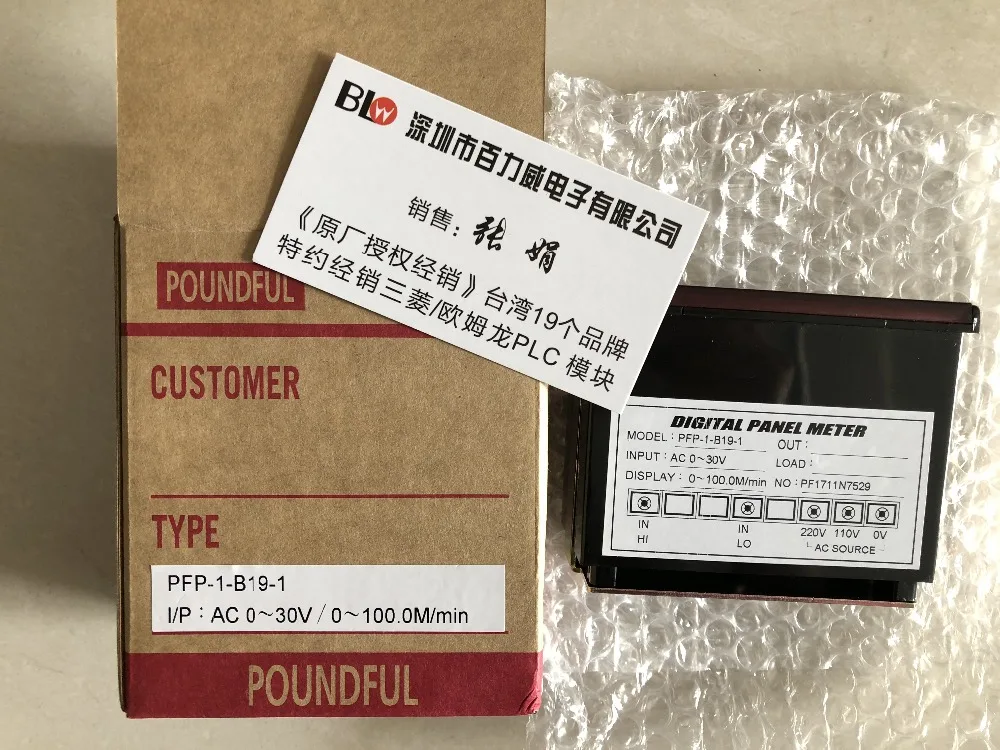 BLW 深圳市百力威电子有限公司
销售：张 娟
《原厂授权经销》台湾19个品牌
特约经销三菱/欧姆龙PLC 模块
POUNDFUL
CUSTOMER
TYPE
PFP-1-B19-1
I/P：AC 0～30V / 0～100.0M/min
POUNDFUL
DIGITAL PANEL METER
MODEL：PFP-1-B19-1 OUT：
INPUT：AC 0～30V LOAD：
DISPLAY：0～100.0M/min NO：PF1711N7529
IN IN 220V 110V 0V
HI LO AC SOURCE